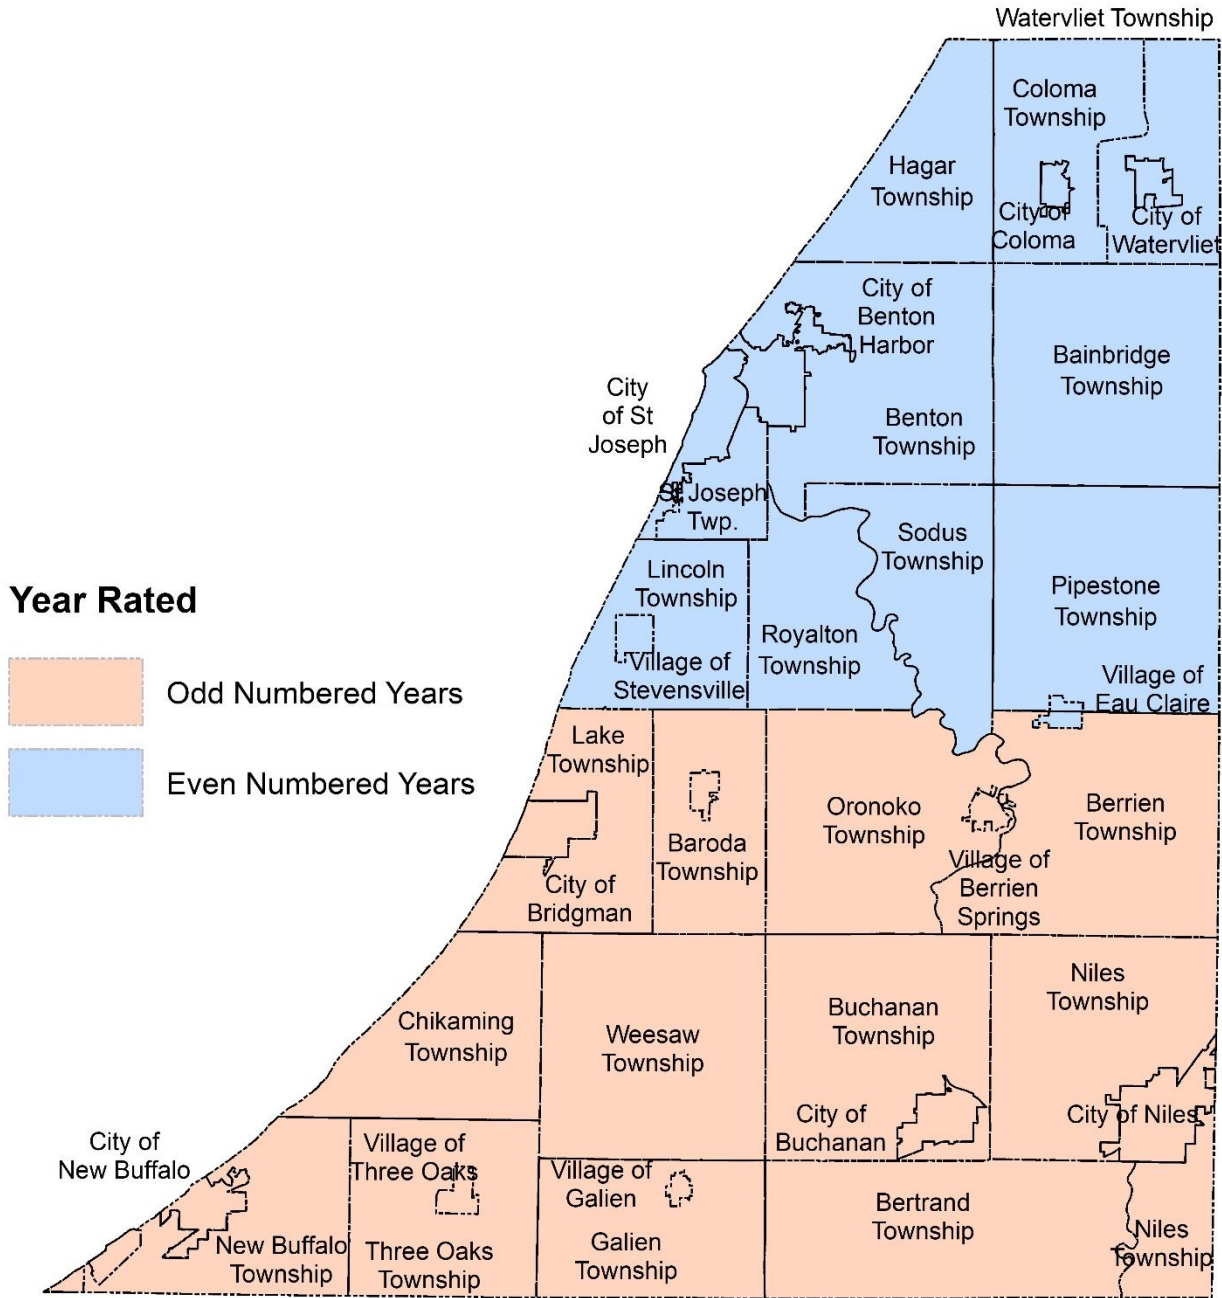 Watervliet Township
Coloma
Township
Hagar
Township
City of
Coloma
City of
Watervliet
City of
Benton
Harbor
Bainbridge
Township
City
of St
Joseph
Benton
Township
St Joseph
Twp.
Sodus
Township
Lincoln
Township
Pipestone
Township
Royalton
Township
Village of
Stevensville
Village of
Eau Claire
Year Rated
Odd Numbered Years
Even Numbered Years
Lake
Township
Baroda
Township
Oronoko
Township
Berrien
Township
Village of
Berrien
Springs
City of
Bridgman
Chikaming
Township
Weesaw
Township
Buchanan
Township
Niles
Township
City of
Buchanan
City of Niles
City of
New Buffalo
Village of
Three Oaks
Village of
Galien
Bertrand
Township
New Buffalo
Township
Three Oaks
Township
Galien
Township
Niles
Township